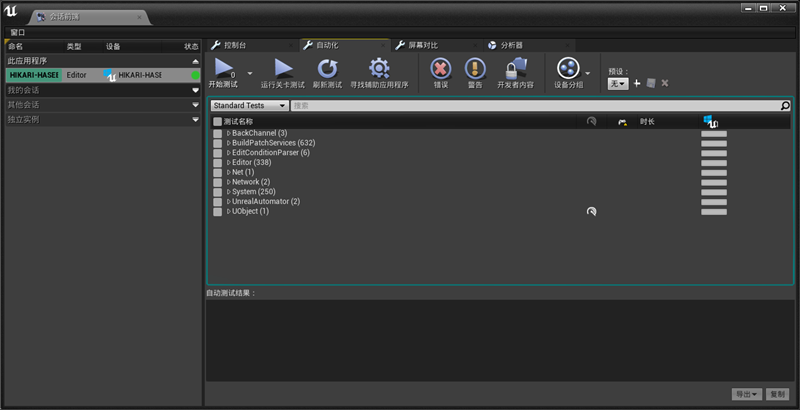 会话前端
窗口
命名 类型 设备 状态
此应用程序
HIKARI-HASEI Editor HIKARI-HASE
我的会话
其他会话
独立实例
控制台 自动化 屏幕对比 分析器
0
开始测试 运行关卡测试 刷新测试 寻找辅助应用程序 错误 警告 开发者内容 设备分组
预设：
无
Standard Tests 搜索
测试名称 时长
BackChannel (3)
BuildPatchServices (632)
EditConditionParser (6)
Editor (338)
Net (1)
Network (2)
System (250)
UnrealAutomator (2)
UObject (1)
自动测试结果：
导出 复制